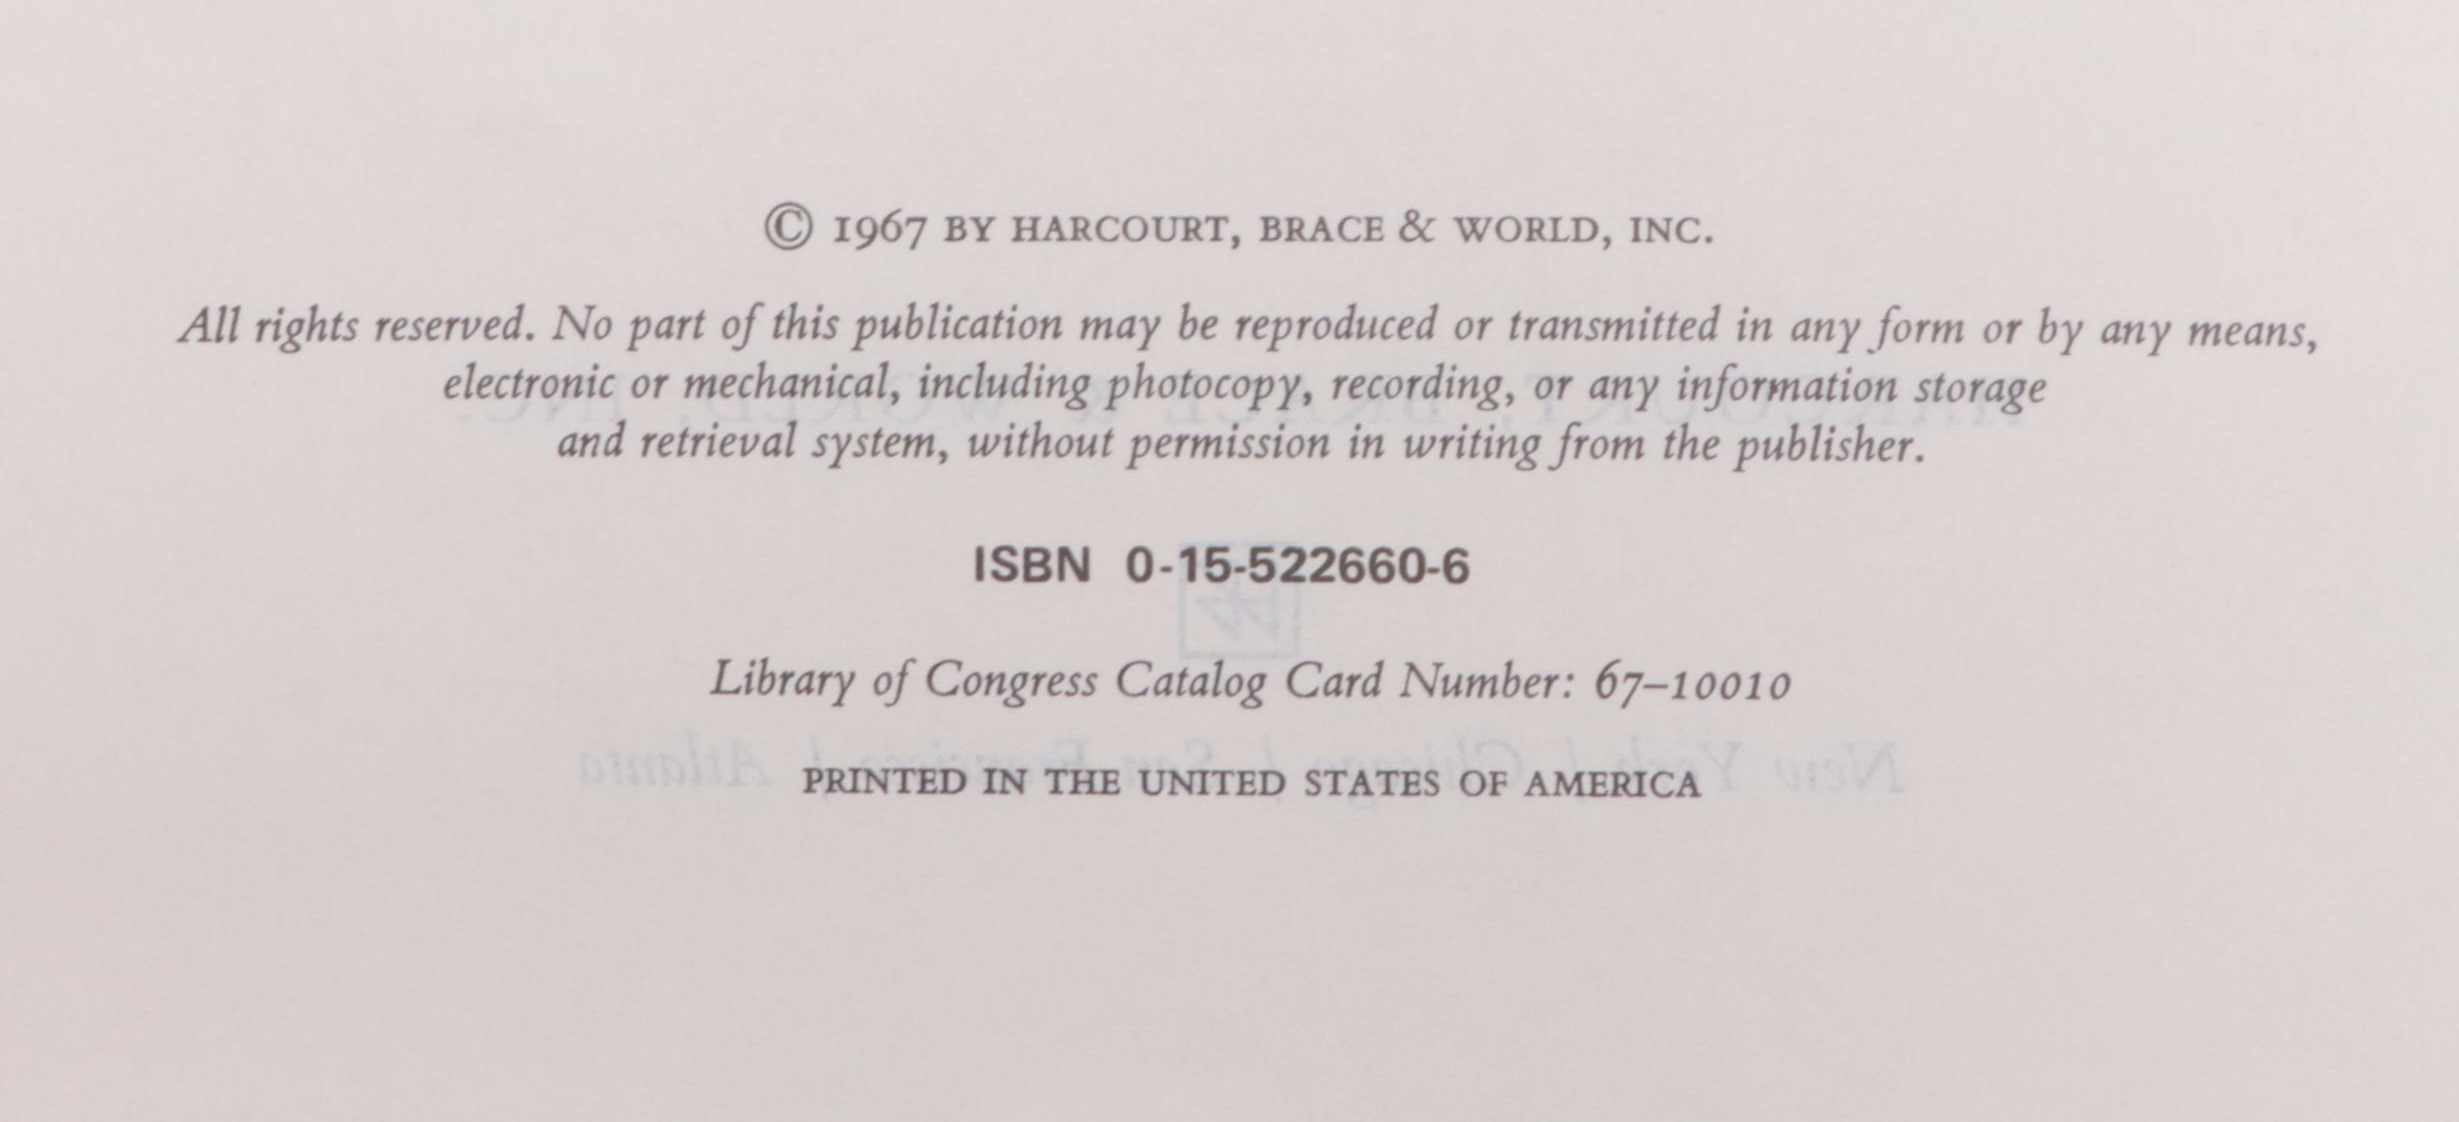 © 1967 BY HARCOURT, BRACE & WORLD, INC.
All rights reserved. No part of this publication may be reproduced or transmitted in any form or by any means,
electronic or mechanical, including photocopy, recording, or any information storage
and retrieval system, without permission in writing from the publisher.
ISBN 0-15-522660-6
Library of Congress Catalog Card Number: 67–10010
PRINTED IN THE UNITED STATES OF AMERICA